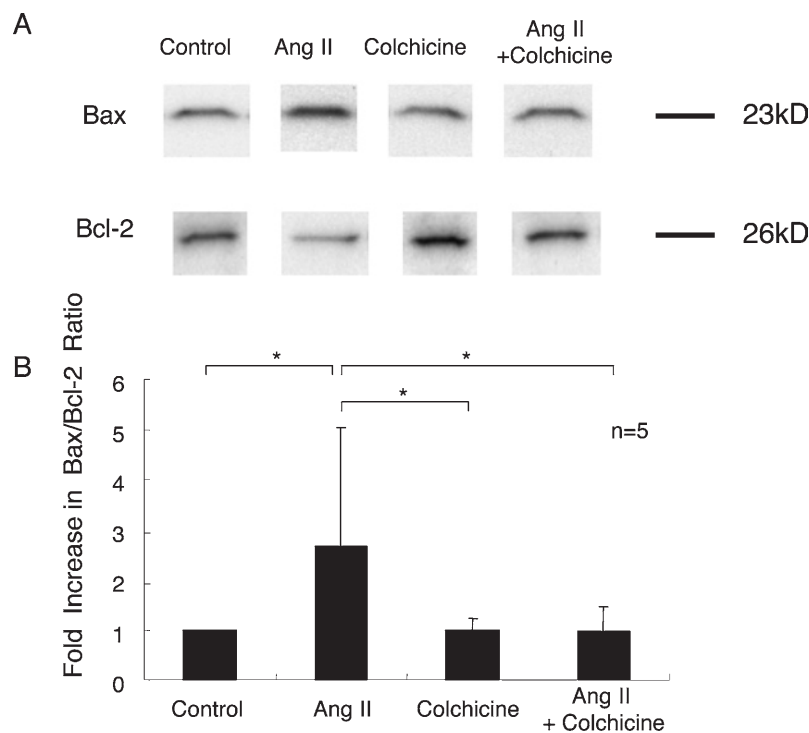 A
Control Ang II Colchicine Ang II
+Colchicine
Bax 23kD
Bcl-2 26kD
B
Fold Increase in Bax/Bcl-2 Ratio
* *
*
n=5
6
5
4
3
2
1
0
Control Ang II Colchicine Ang II
+ Colchicine